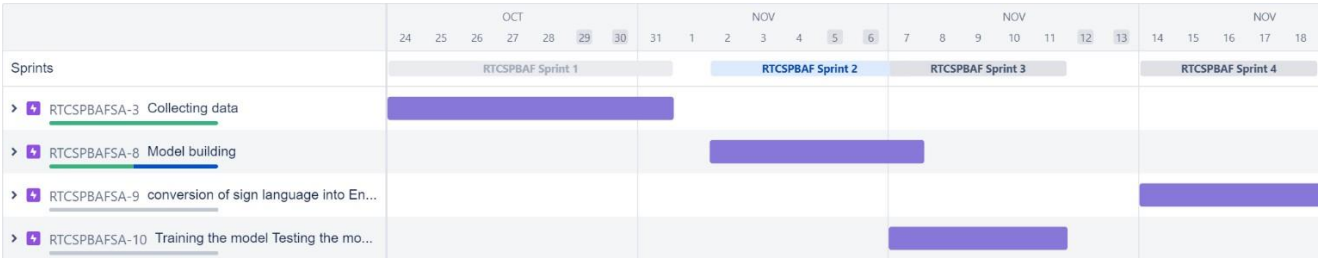 OCT NOV NOV NOV
24 25 26 27 28 29 30 31 1 2 3 4 5 6 7 8 9 10 11 12 13 14 15 16 17 18
Sprints RTCSPBAF Sprint 1 RTCSPBAF Sprint 2 RTCSPBAF Sprint 3 RTCSPBAF Sprint 4
RTCSPBAFSA-3 Collecting data
RTCSPBAFSA-8 Model building
RTCSPBAFSA-9 conversion of sign language into En...
RTCSPBAFSA-10 Training the model Testing the mo...